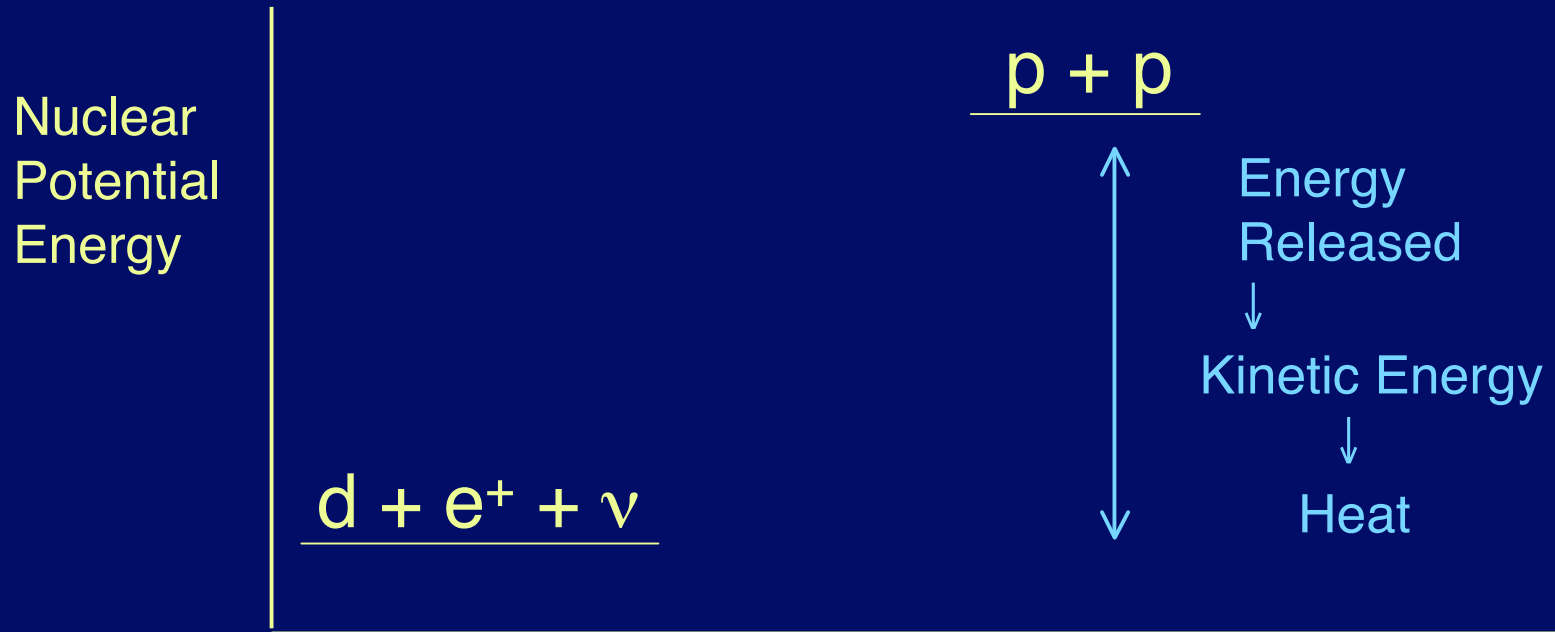 p + p
Nuclear
Potential
Energy
Energy
Released
↓
Kinetic Energy
↓
Heat
d + e⁺ + ν